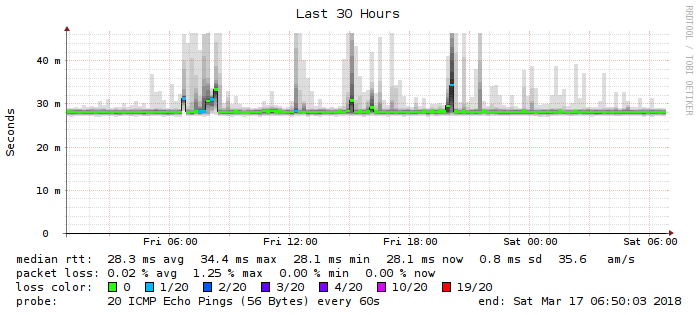 Last 30 Hours
RRDTOOL / TOBI OETIKER
Seconds
40 m
30 m
20 m
10 m
0
Fri 06:00 Fri 12:00 Fri 18:00 Sat 00:00 Sat 06:00
median rtt: 28.3 ms avg 34.4 ms max 28.1 ms min 28.1 ms now 0.8 ms sd 35.6 am/s
packet loss: 0.02 % avg 1.25 % max 0.00 % min 0.00 % now
loss color: 0 1/20 2/20 3/20 4/20 10/20 19/20
probe: 20 ICMP Echo Pings (56 Bytes) every 60s end: Sat Mar 17 06:50:03 2018